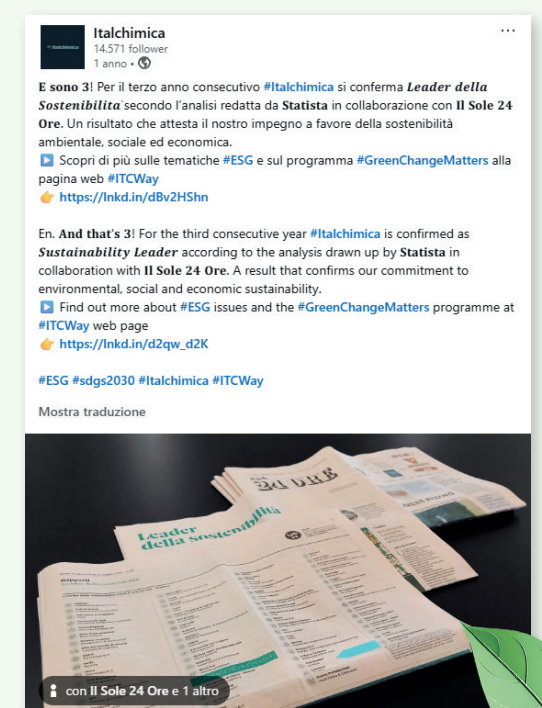 Italchimica
Italchimica
14.571 follower
1 anno •
E sono 3! Per il terzo anno consecutivo #Italchimica si conferma Leader della
Sostenibilita` secondo l'analisi redatta da Statista in collaborazione con Il Sole 24
Ore. Un risultato che attesta il nostro impegno a favore della sostenibilità
ambientale, sociale ed economica.
▶️ Scopri di più sulle tematiche #ESG e sul programma #GreenChangeMatters alla
pagina web #ITCWay
👉 https://lnkd.in/dBv2HShn
En. And that's 3! For the third consecutive year #Italchimica is confirmed as
Sustainability Leader according to the analysis drawn up by Statista in
collaboration with Il Sole 24 Ore. A result that confirms our commitment to
environmental, social and economic sustainability.
▶️ Find out more about #ESG issues and the #GreenChangeMatters programme at
#ITCWay web page
👉 https://lnkd.in/d2qw_d2K
#ESG #sdgs2030 #Italchimica #ITCWay
Mostra traduzione
24 ORE
Leader
della sostenibilità
con Il Sole 24 Ore e 1 altro